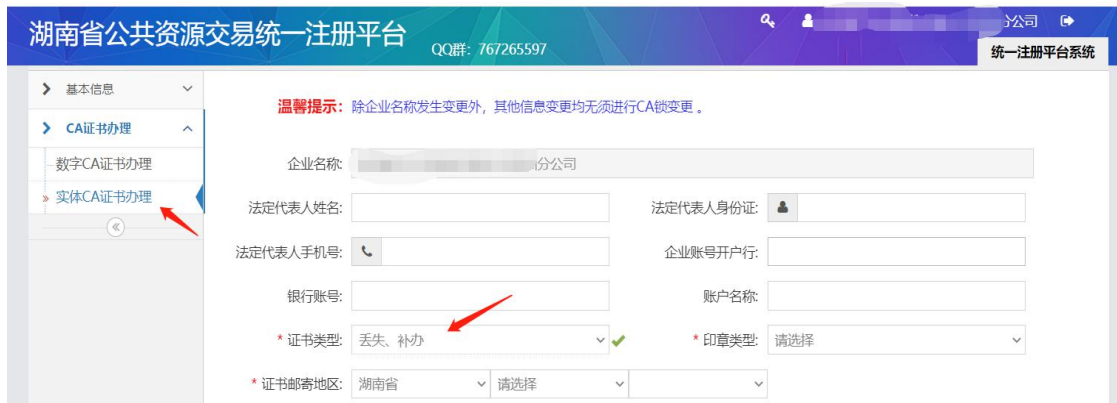 湖南省公共资源交易统一注册平台
QQ群：767265597
分公司
统一注册平台系统
基本信息
温馨提示：除企业名称发生变更外，其他信息变更均无须进行CA锁变更 。
CA证书办理
数字CA证书办理
企业名称:
分公司
实体CA证书办理
法定代表人姓名:
法定代表人身份证:
法定代表人手机号:
企业账号开户行:
银行账号:
账户名称:
* 证书类型: 丢失、补办
* 印章类型: 请选择
* 证书邮寄地区: 湖南省 请选择